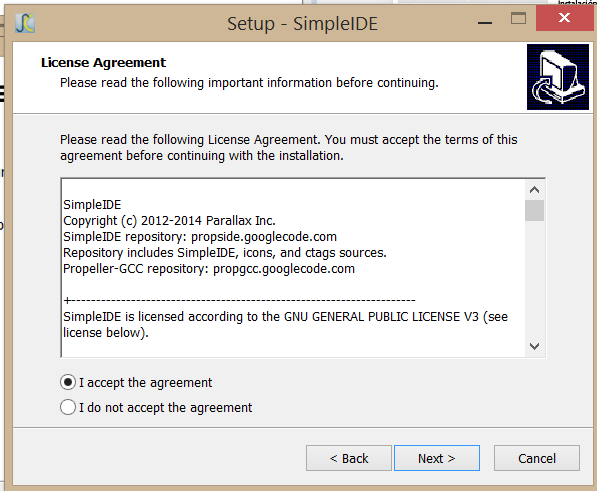 Instalación
Setup - SimpleIDE
License Agreement
Please read the following important information before continuing.
Please read the following License Agreement. You must accept the terms of this
agreement before continuing with the installation.
SimpleIDE
Copyright (c) 2012-2014 Parallax Inc.
SimpleIDE repository: propside.googlecode.com
Repository includes SimpleIDE, icons, and ctags sources.
Propeller-GCC repository: propgcc.googlecode.com
+--------------------------------------------------------------------
SimpleIDE is licensed according to the GNU GENERAL PUBLIC LICENSE V3 (see
license below).
I accept the agreement
I do not accept the agreement
< Back
Next >
Cancel